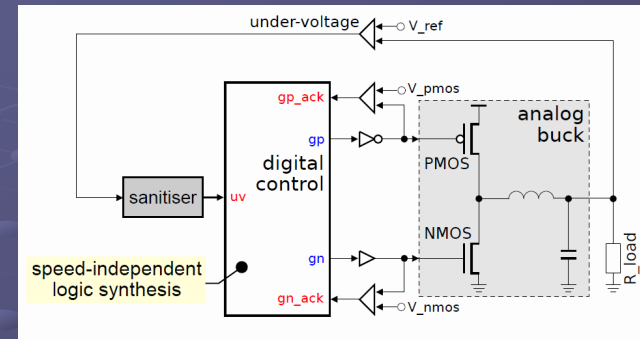 under-voltage
V_ref
gp_ack
V_pmos
gp
analog
buck
PMOS
digital
control
sanitiser
uv
NMOS
gn
speed-independent
logic synthesis
gn_ack
V_nmos
R_load